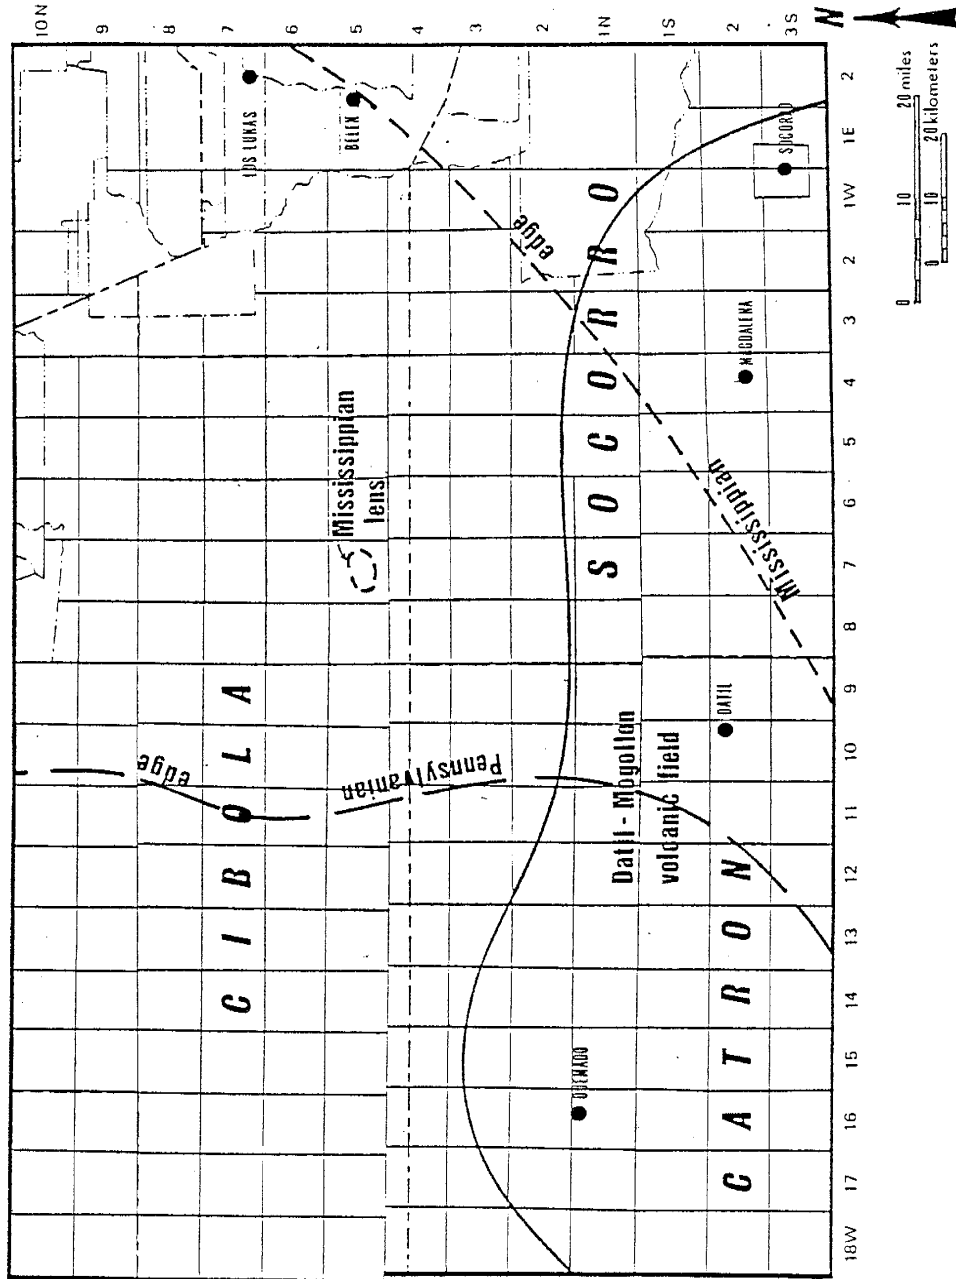 10N
9
8
7
6
5
4
3
2
1N
1S
2
3S
N
18W
17
16
15
14
13
12
11
10
9
8
7
6
5
4
3
2
1W
1E
2
CIBOLA
SOCORRO
CATRON
edge
Pennsylvanian
Mississippian
lens
edge
Mississippian
Datil - Mogollon
volcanic field
LOS LUNAS
BELEN
SOCORRO
MAGDALENA
DATIL
QUEMADO
0 10 20 miles
0 10 20 kilometers